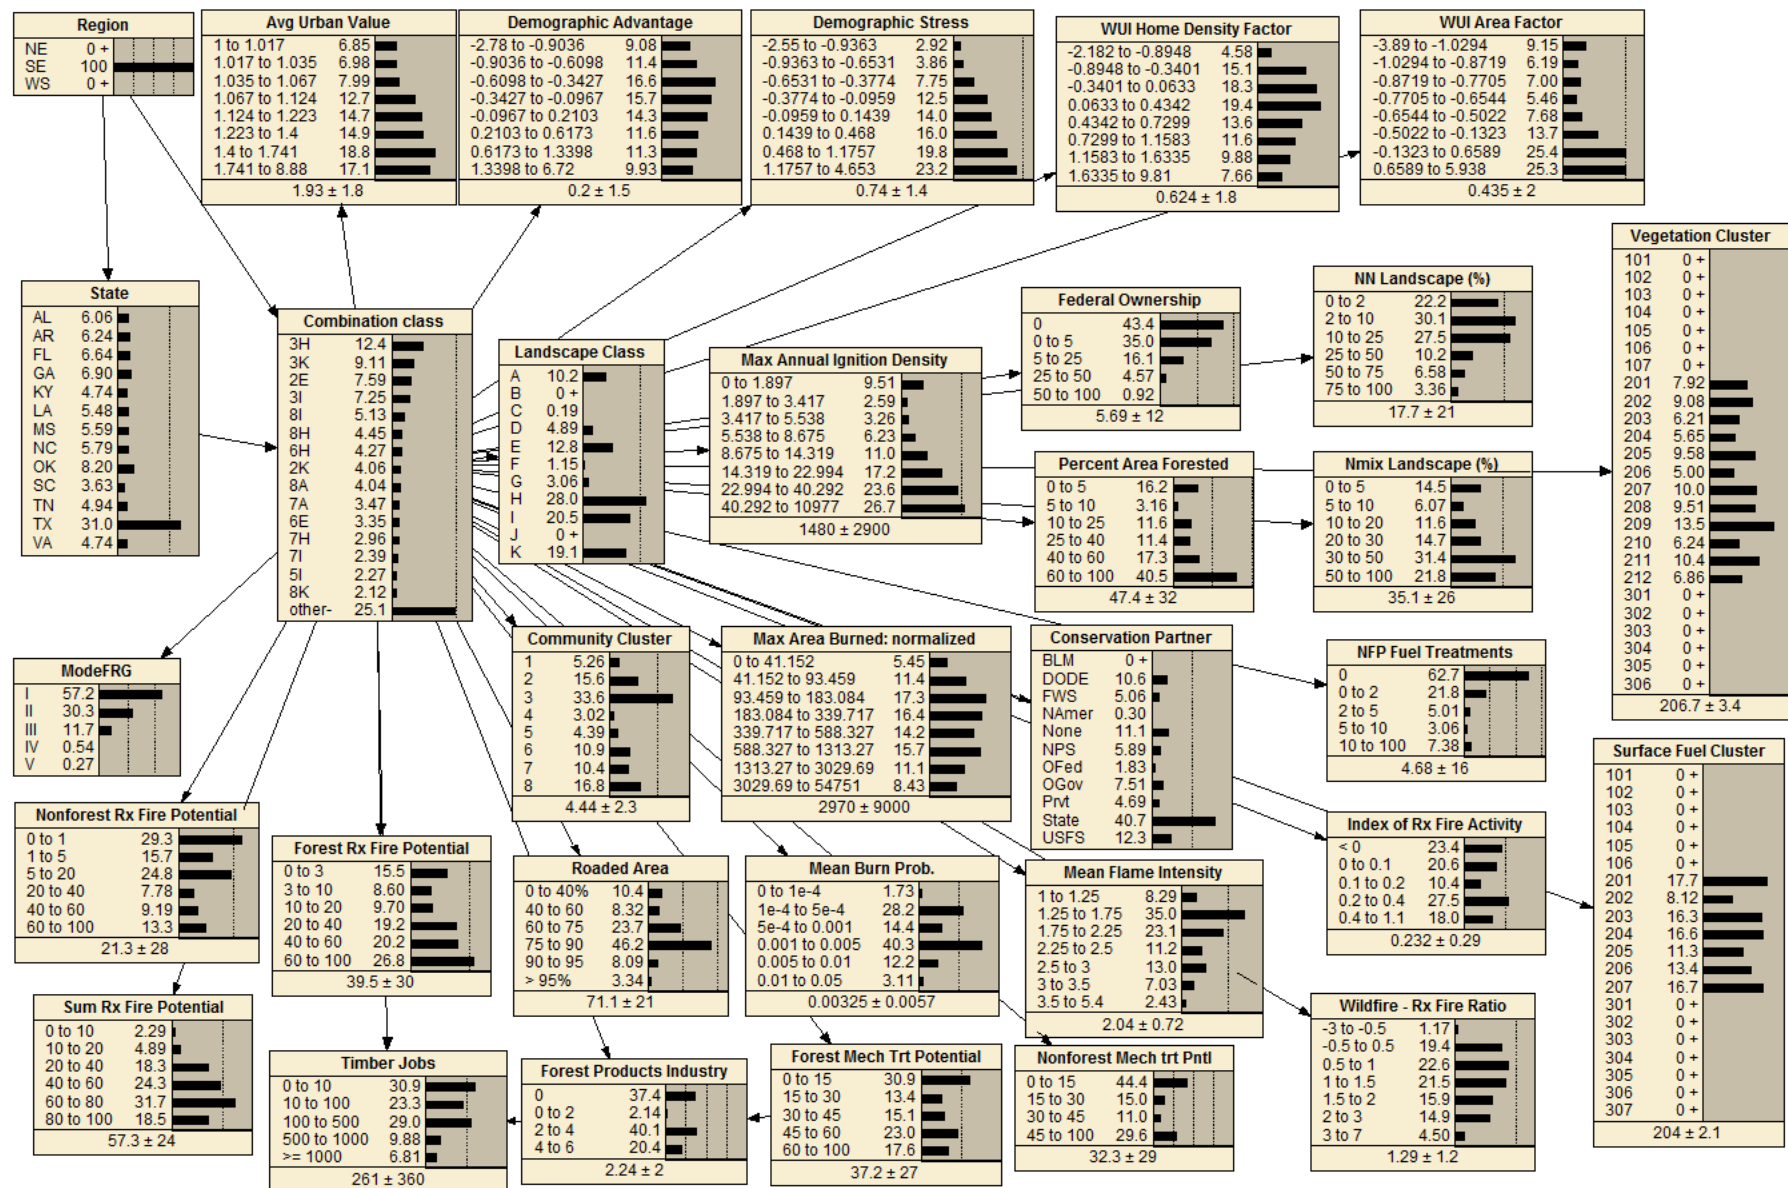 Region
NE 0 +
SE 100
WS 0 +
Avg Urban Value
1 to 1.017 6.85
1.017 to 1.035 6.98
1.035 to 1.067 7.99
1.067 to 1.124 12.7
1.124 to 1.223 14.7
1.223 to 1.4 14.9
1.4 to 1.741 18.8
1.741 to 8.88 17.1
1.93 ± 1.8
Demographic Advantage
-2.78 to -0.9036 9.08
-0.9036 to -0.6098 11.4
-0.6098 to -0.3427 16.6
-0.3427 to -0.0967 15.7
-0.0967 to 0.2103 14.3
0.2103 to 0.6173 11.6
0.6173 to 1.3398 11.3
1.3398 to 6.72 9.93
0.2 ± 1.5
Demographic Stress
-2.55 to -0.9363 2.92
-0.9363 to -0.6531 3.86
-0.6531 to -0.3774 7.75
-0.3774 to -0.0959 12.5
-0.0959 to 0.1439 14.0
0.1439 to 0.468 16.0
0.468 to 1.1757 19.8
1.1757 to 4.653 23.2
0.74 ± 1.4
WUI Home Density Factor
-2.182 to -0.8948 4.58
-0.8948 to -0.3401 15.1
-0.3401 to 0.0633 18.3
0.0633 to 0.4342 19.4
0.4342 to 0.7299 13.6
0.7299 to 1.1583 11.6
1.1583 to 1.6335 9.88
1.6335 to 9.81 7.66
0.624 ± 1.8
WUI Area Factor
-3.89 to -1.0294 9.15
-1.0294 to -0.8719 6.19
-0.8719 to -0.7705 7.00
-0.7705 to -0.6544 5.46
-0.6544 to -0.5022 7.68
-0.5022 to -0.1323 13.7
-0.1323 to 0.6589 25.4
0.6589 to 5.938 25.3
0.435 ± 2
State
AL 6.06
AR 6.24
FL 6.64
GA 6.90
KY 4.74
LA 5.48
MS 5.59
NC 5.79
OK 8.20
SC 3.63
TN 4.94
TX 31.0
VA 4.74
Combination class
3H 12.4
3K 9.11
2E 7.59
3I 7.25
8I 5.13
8H 4.45
6H 4.27
2K 4.06
8A 4.04
7A 3.47
6E 3.35
7H 2.96
7I 2.39
5I 2.27
8K 2.12
other- 25.1
Landscape Class
A 10.2
B 0 +
C 0.19
D 4.89
E 12.8
F 1.15
G 3.06
H 28.0
I 20.5
J 0 +
K 19.1
Max Annual Ignition Density
0 to 1.897 9.51
1.897 to 3.417 2.59
3.417 to 5.538 3.26
5.538 to 8.675 6.23
8.675 to 14.319 11.0
14.319 to 22.994 17.2
22.994 to 40.292 23.6
40.292 to 10977 26.7
1480 ± 2900
Federal Ownership
0 43.4
0 to 5 35.0
5 to 25 16.1
25 to 50 4.57
50 to 100 0.92
5.69 ± 12
NN Landscape (%)
0 to 2 22.2
2 to 10 30.1
10 to 25 27.5
25 to 50 10.2
50 to 75 6.58
75 to 100 3.36
17.7 ± 21
Vegetation Cluster
101 0 +
102 0 +
103 0 +
104 0 +
105 0 +
106 0 +
107 0 +
201 7.92
202 9.08
203 6.21
204 5.65
205 9.58
206 5.00
207 10.0
208 9.51
209 13.5
210 6.24
211 10.4
212 6.86
301 0 +
302 0 +
303 0 +
304 0 +
305 0 +
306 0 +
206.7 ± 3.4
Percent Area Forested
0 to 5 16.2
5 to 10 3.16
10 to 25 11.6
25 to 40 11.4
40 to 60 17.3
60 to 100 40.5
47.4 ± 32
Nmix Landscape (%)
0 to 5 14.5
5 to 10 6.07
10 to 20 11.6
20 to 30 14.7
30 to 50 31.4
50 to 100 21.8
35.1 ± 26
ModeFRG
I 57.2
II 30.3
III 11.7
IV 0.54
V 0.27
Community Cluster
1 5.26
2 15.6
3 33.6
4 3.02
5 4.39
6 10.9
7 10.4
8 16.8
4.44 ± 2.3
Max Area Burned: normalized
0 to 41.152 5.45
41.152 to 93.459 11.4
93.459 to 183.084 17.3
183.084 to 339.717 16.4
339.717 to 588.327 14.2
588.327 to 1313.27 15.7
1313.27 to 3029.69 11.1
3029.69 to 54751 8.43
2970 ± 9000
Conservation Partner
BLM 0 +
DODE 10.6
FWS 5.06
NAmer 0.30
None 11.1
NPS 5.89
OFed 1.83
OGov 7.51
Prvt 4.69
State 40.7
USFS 12.3
NFP Fuel Treatments
0 62.7
0 to 2 21.8
2 to 5 5.01
5 to 10 3.06
10 to 100 7.38
4.68 ± 16
Surface Fuel Cluster
101 0 +
102 0 +
103 0 +
104 0 +
105 0 +
106 0 +
201 17.7
202 8.12
203 16.3
204 16.6
205 11.3
206 13.4
207 16.7
301 0 +
302 0 +
303 0 +
304 0 +
305 0 +
306 0 +
307 0 +
204 ± 2.1
Nonforest Rx Fire Potential
0 to 1 29.3
1 to 5 15.7
5 to 20 24.8
20 to 40 7.78
40 to 60 9.19
60 to 100 13.3
21.3 ± 28
Forest Rx Fire Potential
0 to 3 15.5
3 to 10 8.60
10 to 20 9.70
20 to 40 19.2
40 to 60 20.2
60 to 100 26.8
39.5 ± 30
Roaded Area
0 to 40% 10.4
40 to 60 8.32
60 to 75 23.7
75 to 90 46.2
90 to 95 8.09
> 95% 3.34
71.1 ± 21
Mean Burn Prob.
0 to 1e-4 1.73
1e-4 to 5e-4 28.2
5e-4 to 0.001 14.4
0.001 to 0.005 40.3
0.005 to 0.01 12.2
0.01 to 0.05 3.11
0.00325 ± 0.0057
Mean Flame Intensity
1 to 1.25 8.29
1.25 to 1.75 35.0
1.75 to 2.25 23.1
2.25 to 2.5 11.2
2.5 to 3 13.0
3 to 3.5 7.03
3.5 to 5.4 2.43
2.04 ± 0.72
Index of Rx Fire Activity
< 0 23.4
0 to 0.1 20.6
0.1 to 0.2 10.4
0.2 to 0.4 27.5
0.4 to 1.1 18.0
0.232 ± 0.29
Sum Rx Fire Potential
0 to 10 2.29
10 to 20 4.89
20 to 40 18.3
40 to 60 24.3
60 to 80 31.7
80 to 100 18.5
57.3 ± 24
Timber Jobs
0 to 10 30.9
10 to 100 23.3
100 to 500 29.0
500 to 1000 9.88
>= 1000 6.81
261 ± 360
Forest Products Industry
0 37.4
0 to 2 2.14
2 to 4 40.1
4 to 6 20.4
2.24 ± 2
Forest Mech Trt Potential
0 to 15 30.9
15 to 30 13.4
30 to 45 15.1
45 to 60 23.0
60 to 100 17.6
37.2 ± 27
Nonforest Mech trt Pntl
0 to 15 44.4
15 to 30 15.0
30 to 45 11.0
45 to 100 29.6
32.3 ± 29
Wildfire - Rx Fire Ratio
-3 to -0.5 1.17
-0.5 to 0.5 19.4
0.5 to 1 22.6
1 to 1.5 21.5
1.5 to 2 15.9
2 to 3 14.9
3 to 7 4.50
1.29 ± 1.2